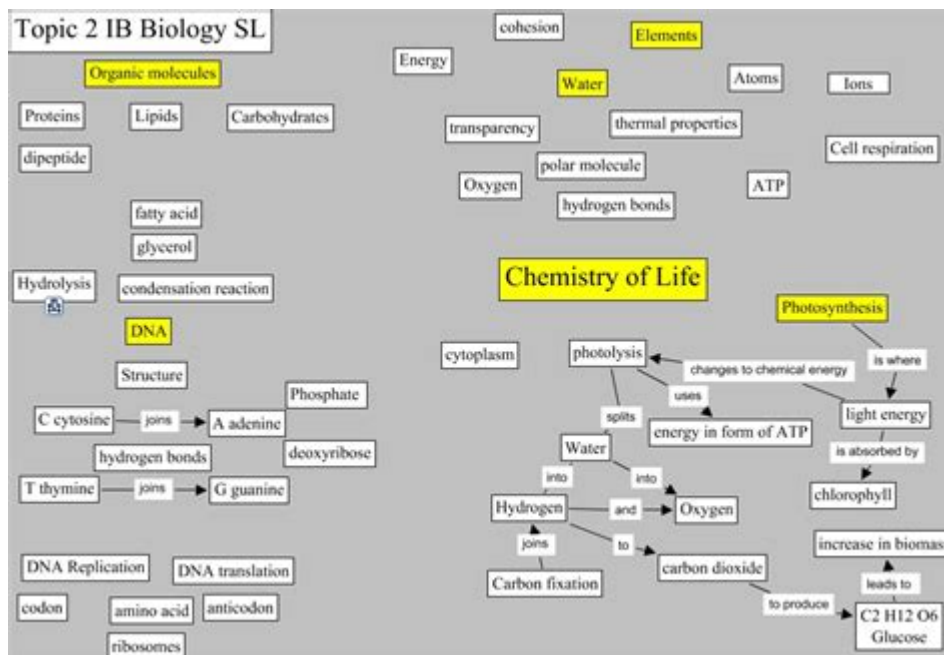 Topic 2 IB Biology SL
cohesion
Elements
Energy
Organic molecules
Water
Atoms
Ions
Proteins
Lipids
Carbohydrates
transparency
thermal properties
dipeptide
Cell respiration
polar molecule
Oxygen
ATP
hydrogen bonds
fatty acid
glycerol
Hydrolysis
condensation reaction
Chemistry of Life
Photosynthesis
DNA
cytoplasm
photolysis
is where
changes to chemical energy
Structure
Phosphate
uses
C cytosine
joins
A adenine
splits
energy in form of ATP
light energy
hydrogen bonds
deoxyribose
Water
is absorbed by
T thymine
joins
G guanine
into
into
chlorophyll
Hydrogen
and
Oxygen
joins
to
increase in biomass
DNA Replication
DNA translation
Carbon fixation
carbon dioxide
leads to
codon
amino acid
anticodon
to produce
C2 H12 O6
Glucose
ribosomes